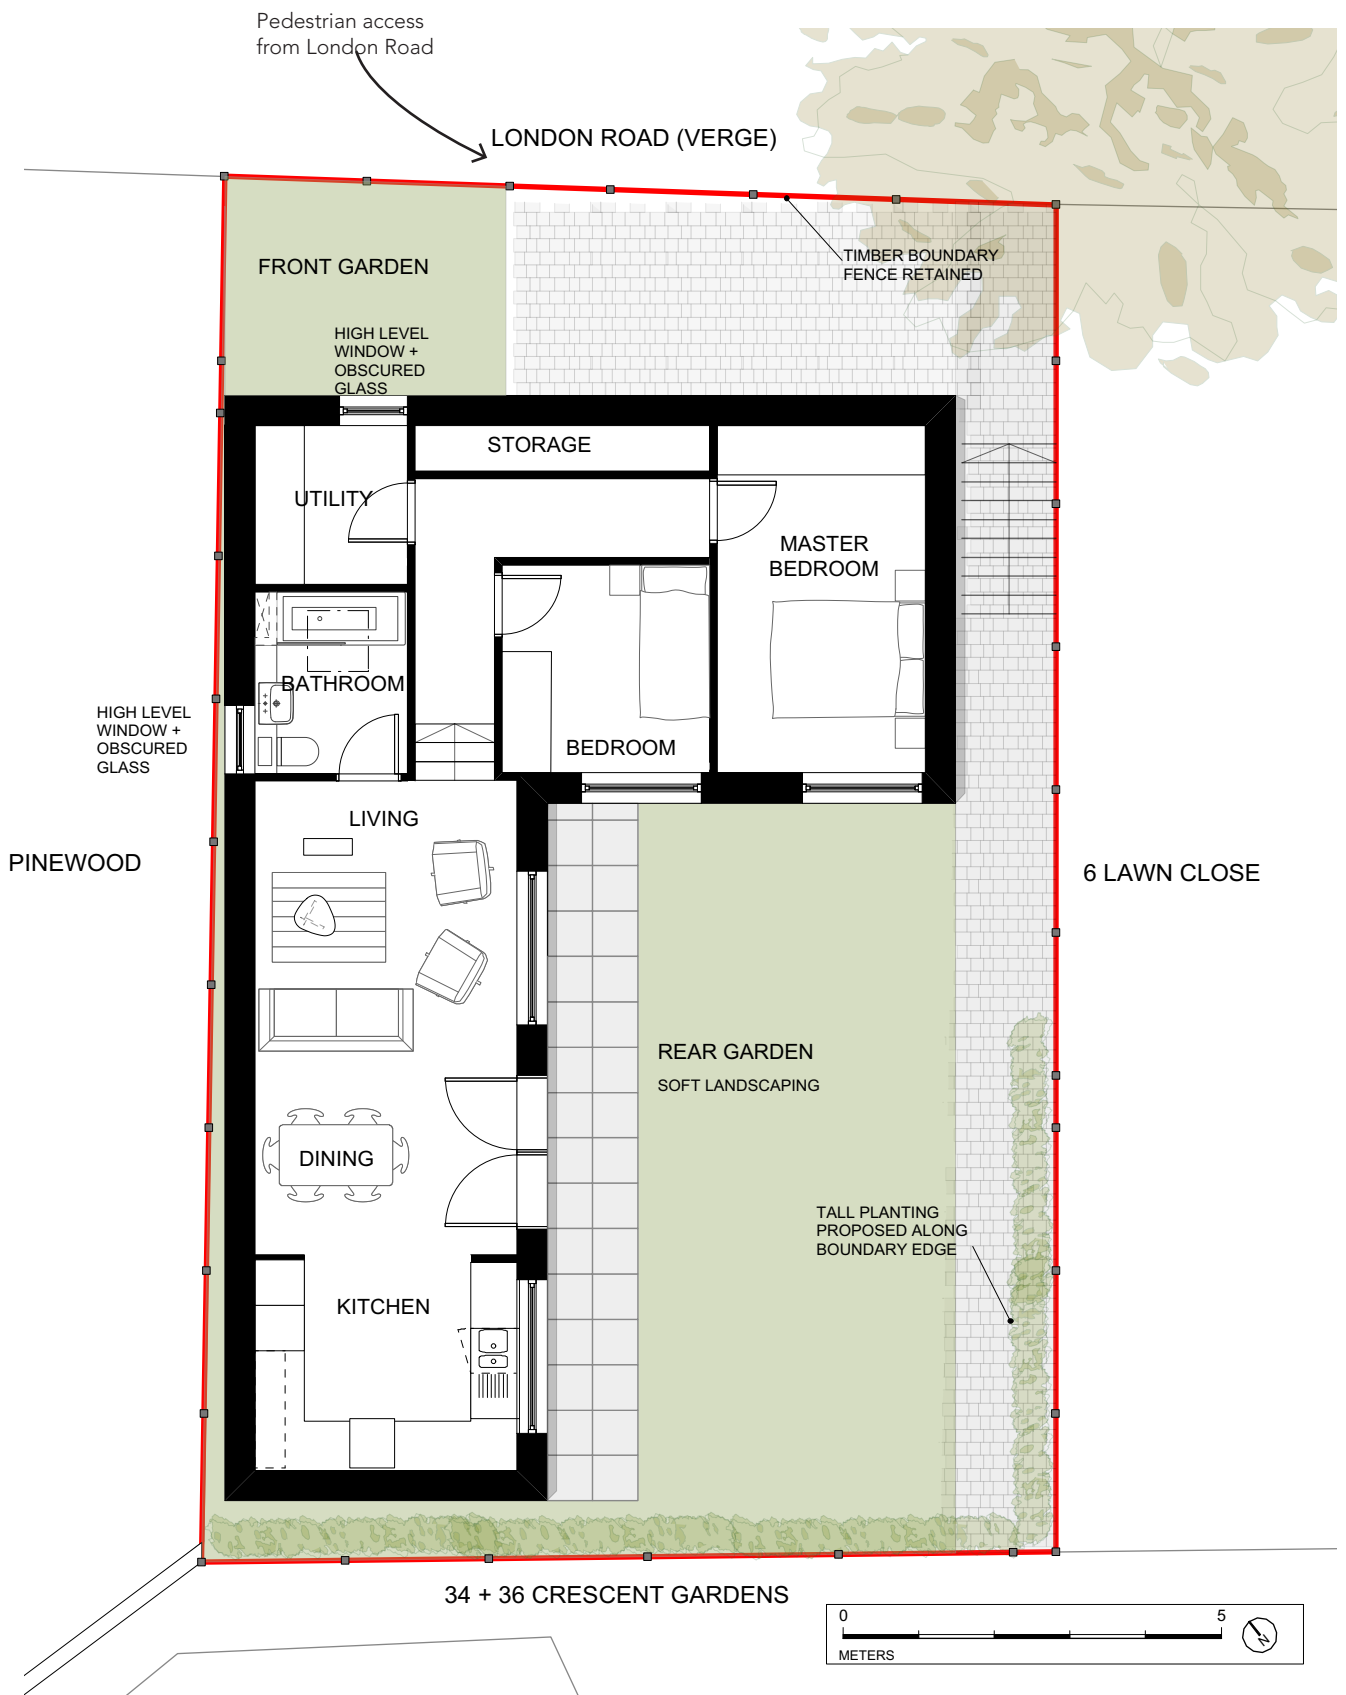 Pedestrian access
from London Road
LONDON ROAD (VERGE)
TIMBER BOUNDARY
FENCE RETAINED
FRONT GARDEN
HIGH LEVEL
WINDOW +
OBSCURED
GLASS
STORAGE
UTILITY
MASTER
BEDROOM
BATHROOM
HIGH LEVEL
WINDOW +
OBSCURED
GLASS
BEDROOM
LIVING
PINEWOOD
6 LAWN CLOSE
REAR GARDEN
SOFT LANDSCAPING
DINING
TALL PLANTING
PROPOSED ALONG
BOUNDARY EDGE
KITCHEN
34 + 36 CRESCENT GARDENS
0 5
METERS
N